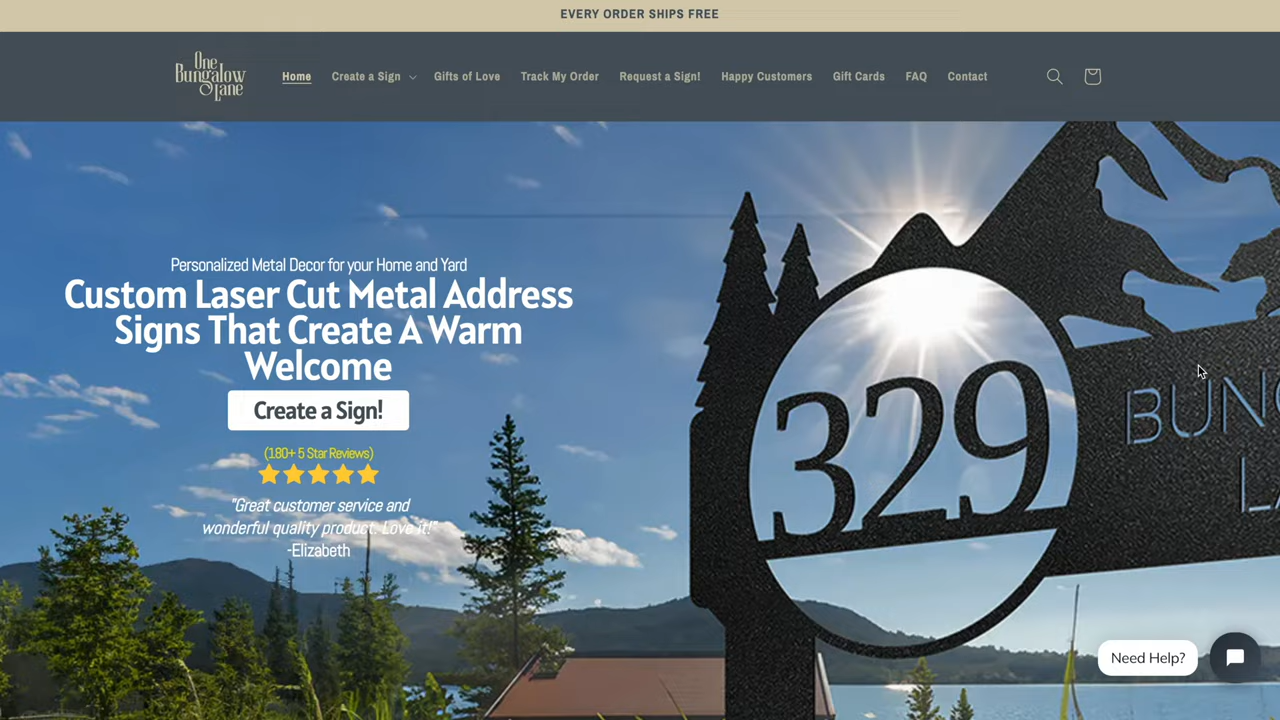 EVERY ORDER SHIPS FREE
One
Bungalow
Lane
Home
Create a Sign
Gifts of Love
Track My Order
Request a Sign!
Happy Customers
Gift Cards
FAQ
Contact
Personalized Metal Decor for your Home and Yard
Custom Laser Cut Metal Address
Signs That Create A Warm
Welcome
Create a Sign!
(180+ 5 Star Reviews)
"Great customer service and
wonderful quality product. Love it!"
-Elizabeth
329
BUNG
LA
Need Help?